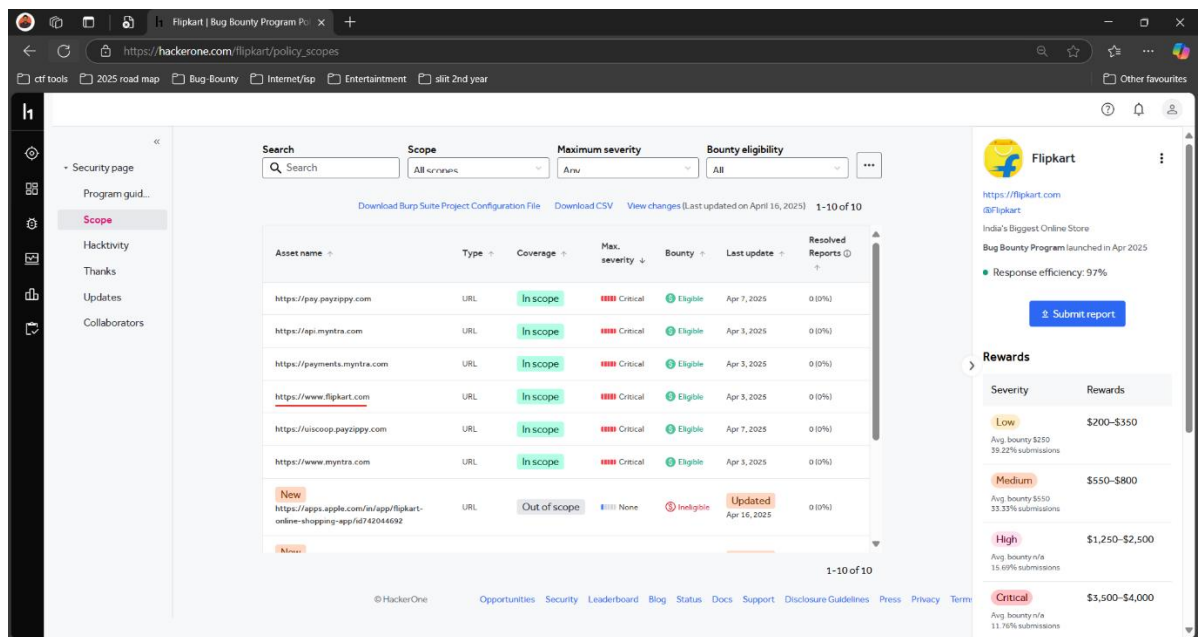 Flipkart | Bug Bounty Program Po
https://hackerone.com/flipkart/policy_scopes
ctf tools
2025 road map
Bug-Bounty
Internet/isp
Entertaintment
sliit 2nd year
Other favourites
Security page
Program guid...
Scope
Hacktivity
Thanks
Updates
Collaborators
Search
Scope
Maximum severity
Bounty eligibility
Search
All scopes
Any
All
Download Burp Suite Project Configuration File
Download CSV
View changes (Last updated on April 16, 2025)
1-10 of 10
Asset name
Type
Coverage
Max. severity
Bounty
Last update
Resolved Reports
https://pay.payzippy.com URL In scope Critical Eligible Apr 7, 2025 0 (0%)
https://api.myntra.com URL In scope Critical Eligible Apr 3, 2025 0 (0%)
https://payments.myntra.com URL In scope Critical Eligible Apr 3, 2025 0 (0%)
https://www.flipkart.com URL In scope Critical Eligible Apr 3, 2025 0 (0%)
https://uiscoop.payzippy.com URL In scope Critical Eligible Apr 7, 2025 0 (0%)
https://www.myntra.com URL In scope Critical Eligible Apr 3, 2025 0 (0%)
New
https://apps.apple.com/in/app/flipkart-
online-shopping-app/id742044692
URL Out of scope None Ineligible Updated
Apr 16, 2025
0 (0%)
New
1-10 of 10
© HackerOne
Opportunities Security Leaderboard Blog Status Docs Support Disclosure Guidelines Press Privacy Terms
Flipkart
https://flipkart.com
@Flipkart
India's Biggest Online Store
Bug Bounty Program launched in Apr 2025
Response efficiency: 97%
Submit report
Rewards
Severity Rewards
Low $200–$350
Avg. bounty $250
39.22% submissions
Medium $550–$800
Avg. bounty $550
33.33% submissions
High $1,250–$2,500
Avg. bounty n/a
15.69% submissions
Critical $3,500–$4,000
Avg. bounty n/a
11.76% submissions